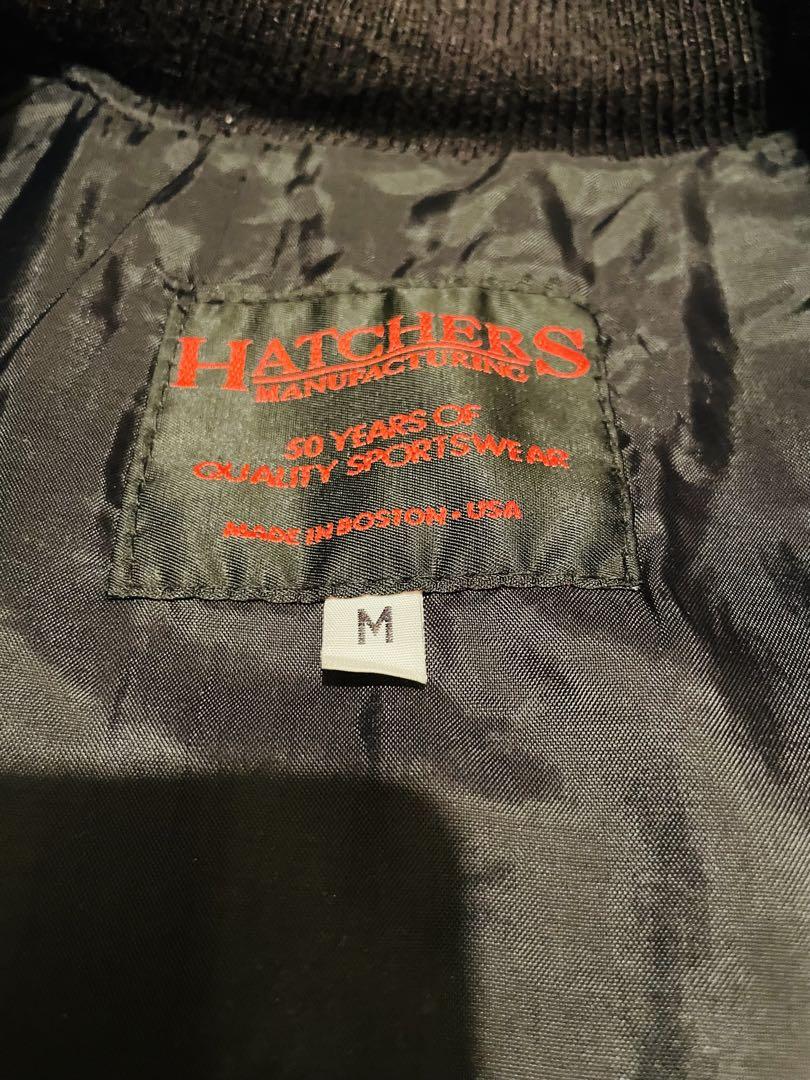 HATCHERS
MANUFACTURING
50 YEARS OF
QUALITY SPORTSWEAR
MADE IN BOSTON • USA
M